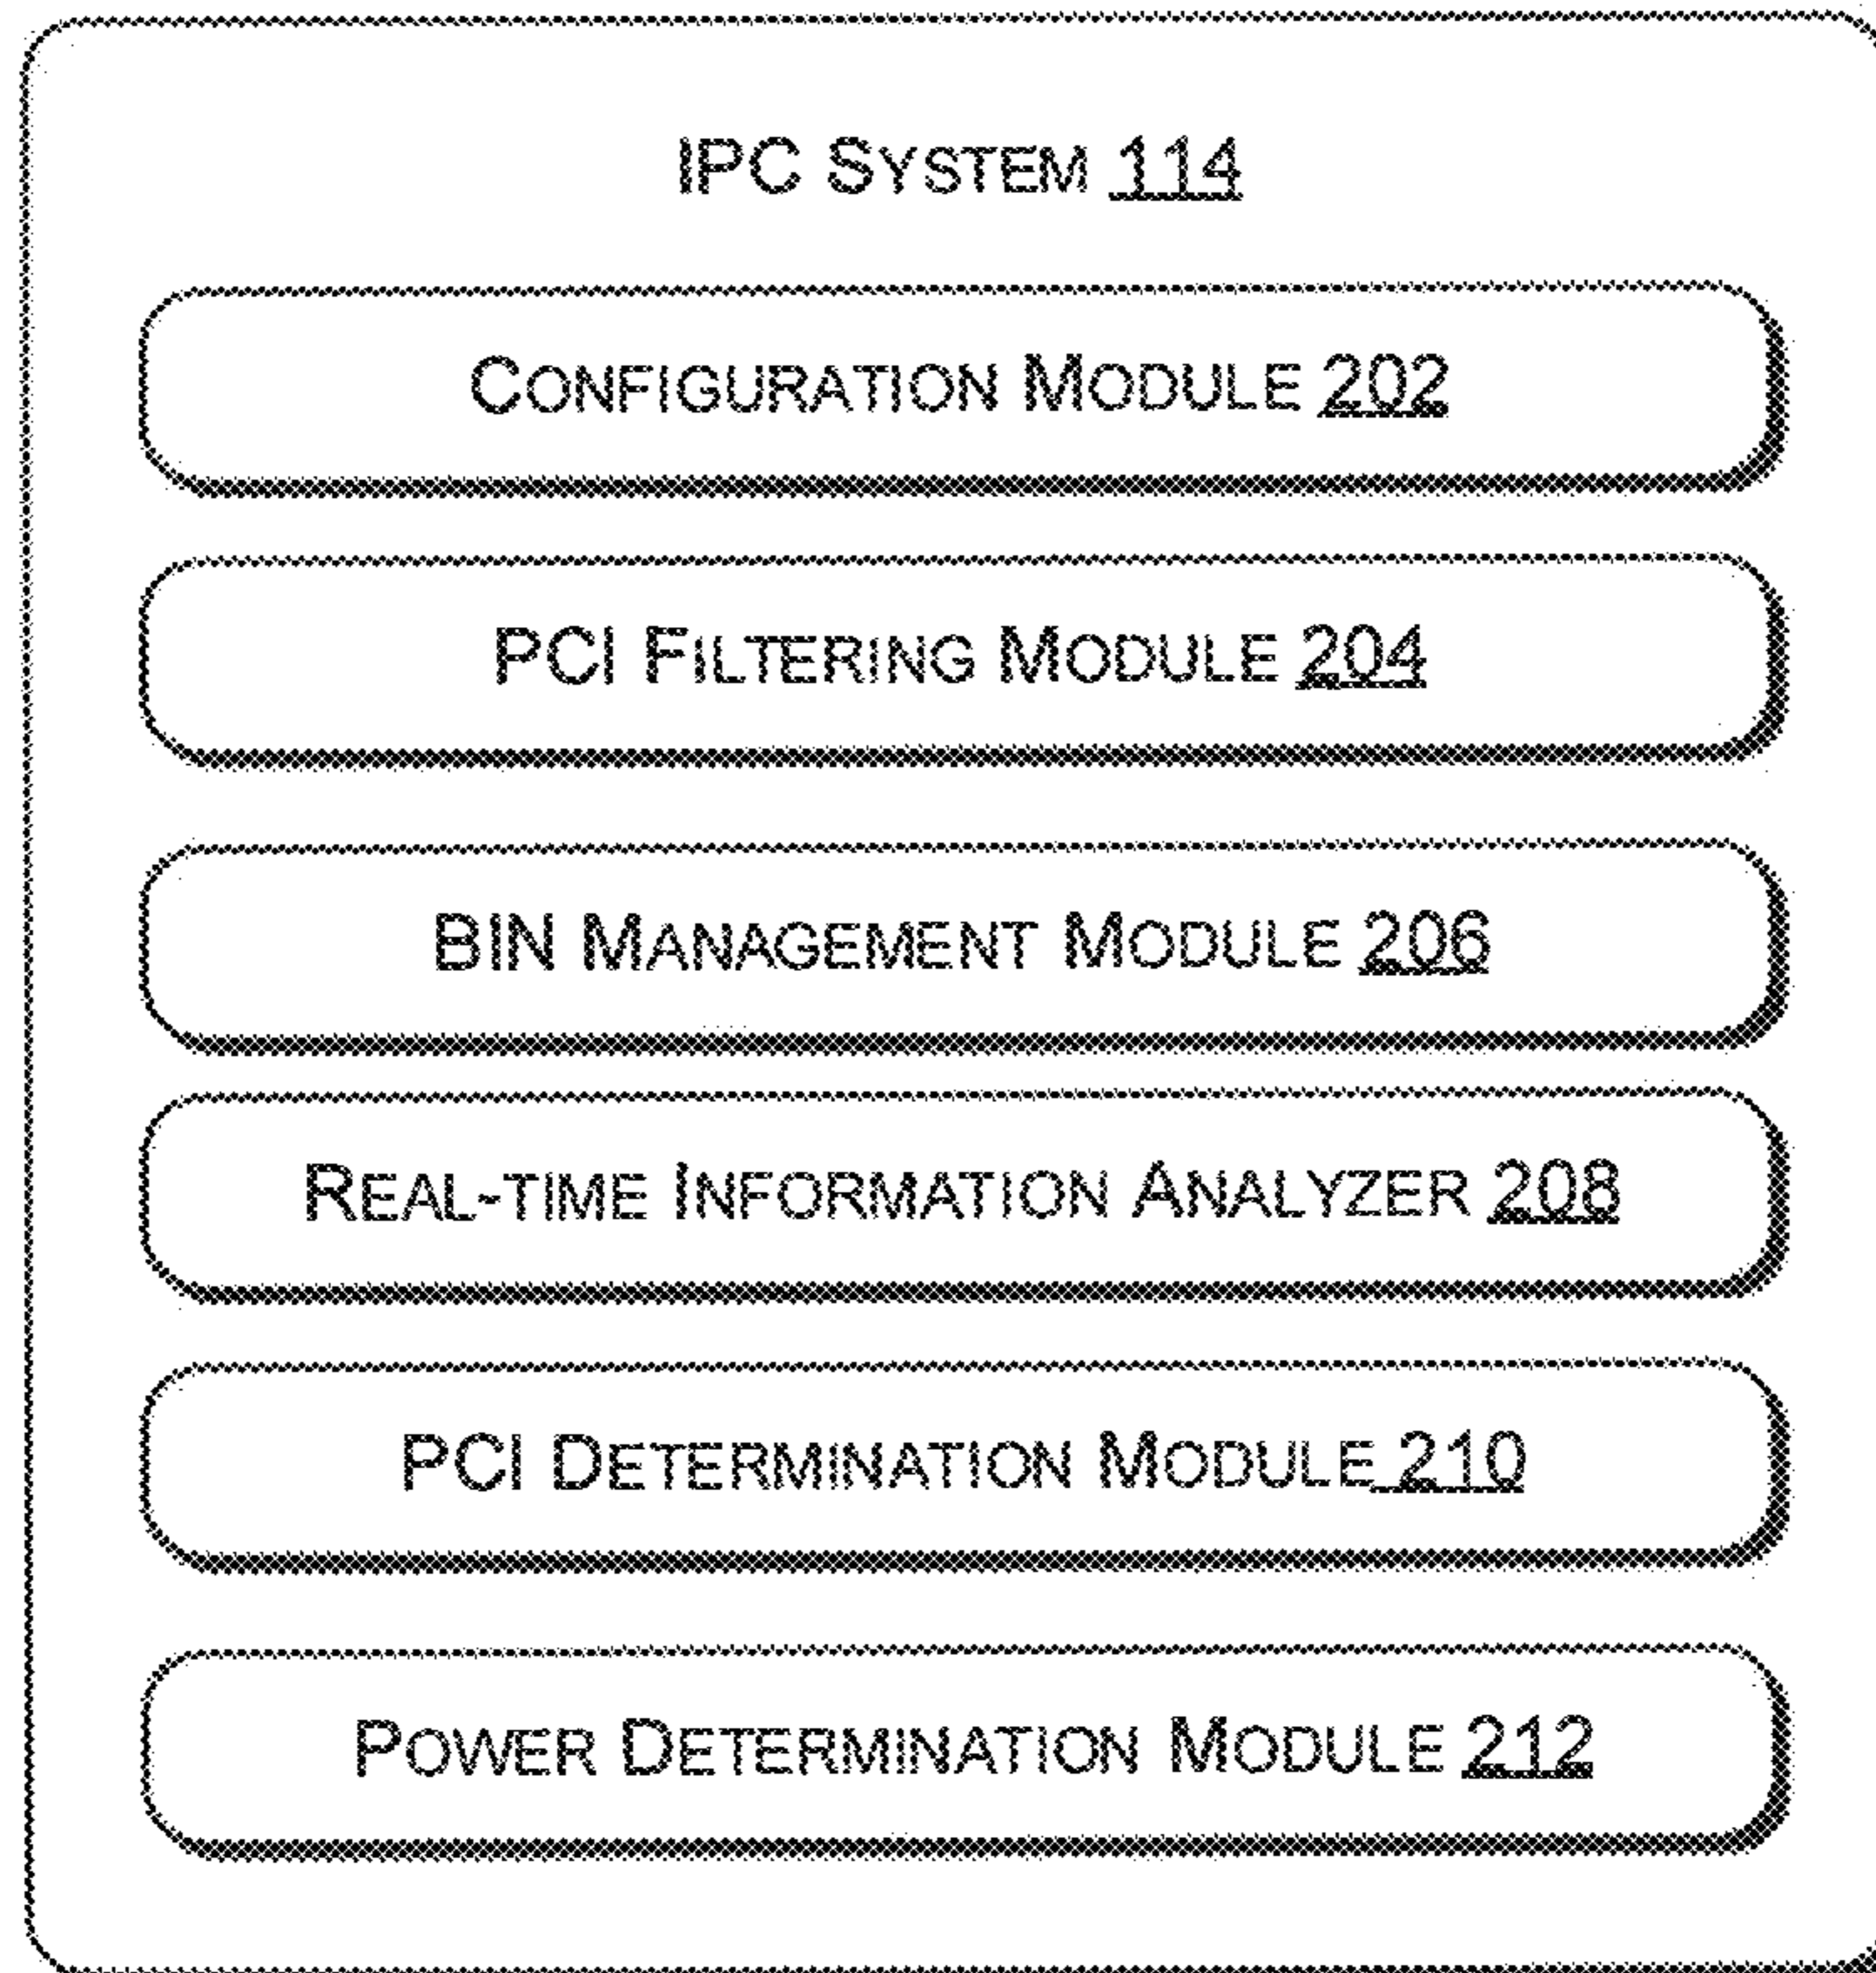 IPC SYSTEM 114
CONFIGURATION MODULE 202
PCI FILTERING MODULE 204
BIN MANAGEMENT MODULE 206
REAL-TIME INFORMATION ANALYZER 208
PCI DETERMINATION MODULE 210
POWER DETERMINATION MODULE 212